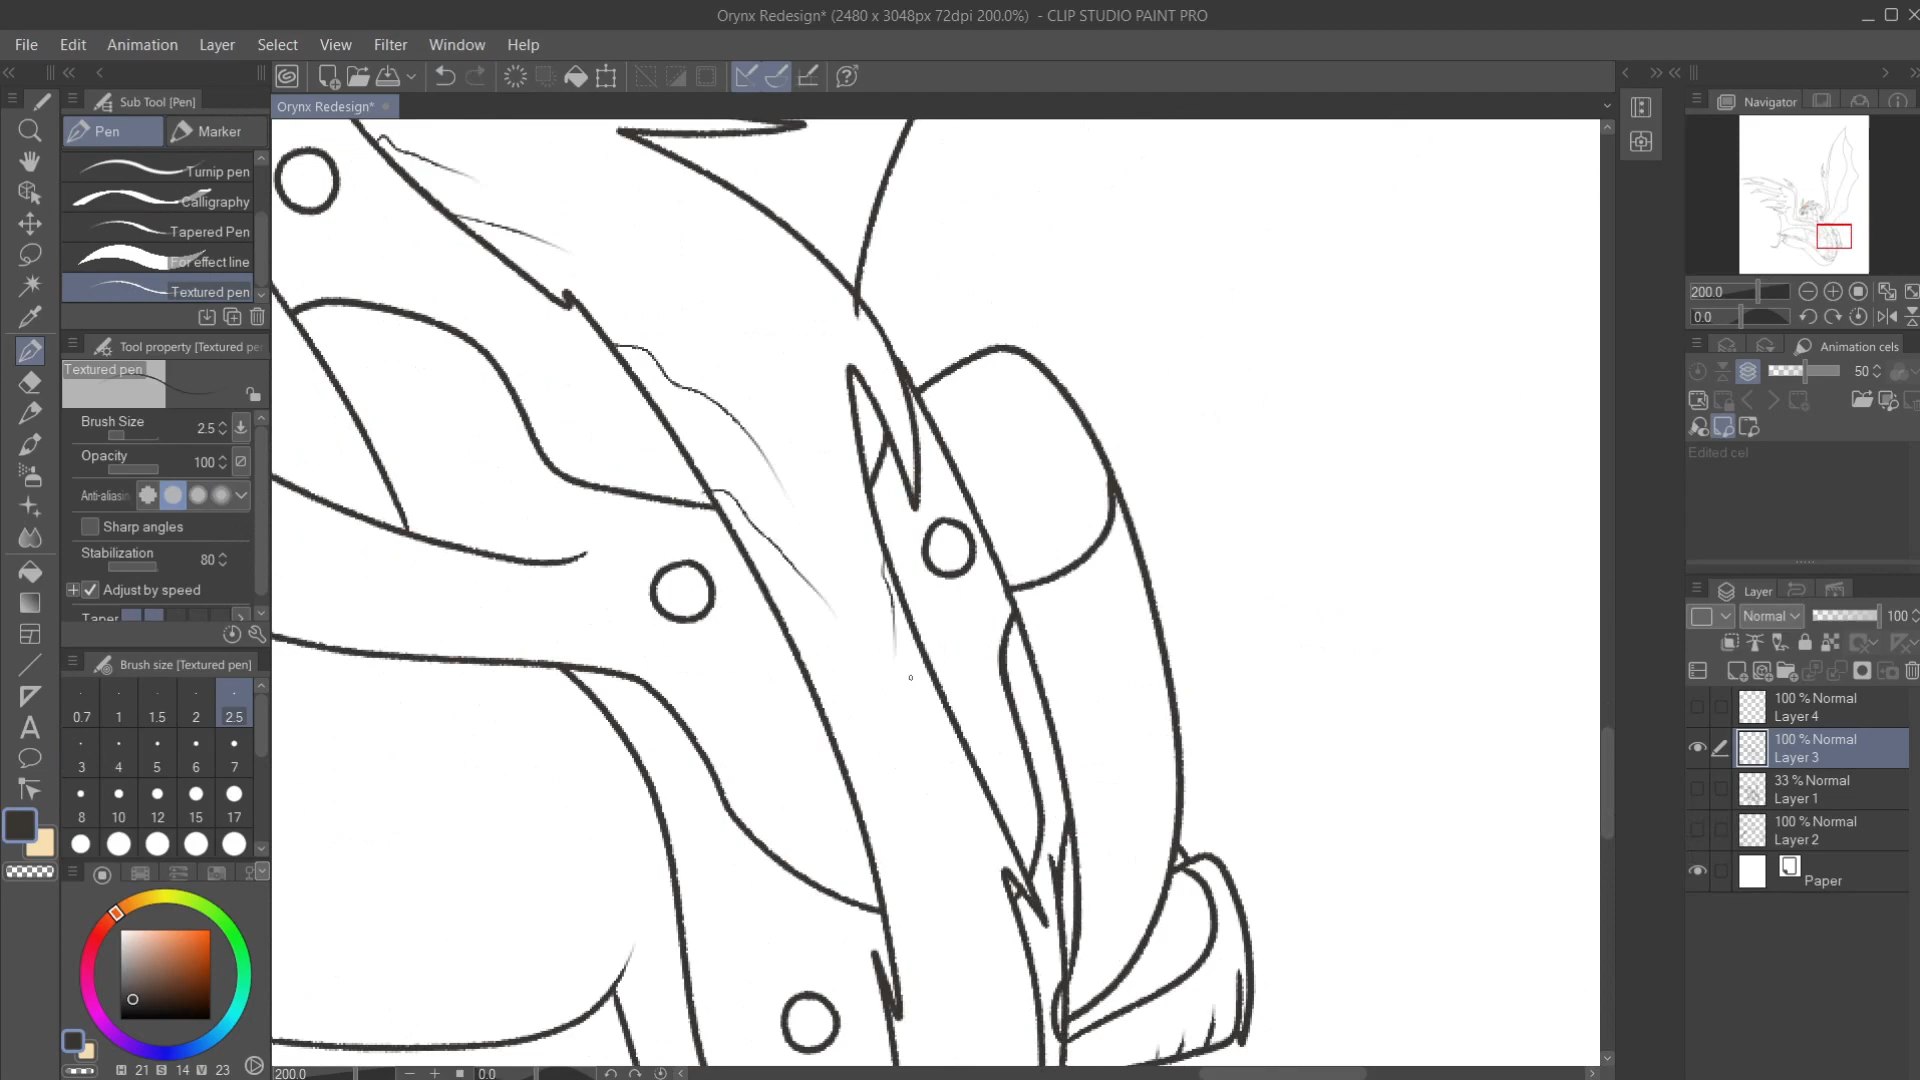 Orynx Redesign* (2480 x 3048px 72dpi 200.0%) - CLIP STUDIO PAINT PRO
File Edit Animation Layer Select View Filter Window Help
Sub Tool [Pen]
Pen Marker
Turnip pen
Calligraphy
Tapered Pen
For effect line
Textured pen
Tool property [Textured pe
Textured pen
Brush Size 2.5
Opacity 100
Anti-aliasin
Sharp angles
Stabilization 80
Adjust by speed
Taper
Brush size [Textured pen]
0.7 1 1.5 2 2.5
3 4 5 6 7
8 10 12 15 17
H 21 S 14 V 23
Orynx Redesign*
200.0 0.0
Navigator
200.0
0.0
Animation cels
50
Edited cel
Layer
Normal 100
100 % Normal
Layer 4
100 % Normal
Layer 3
33 % Normal
Layer 1
100 % Normal
Layer 2
Paper